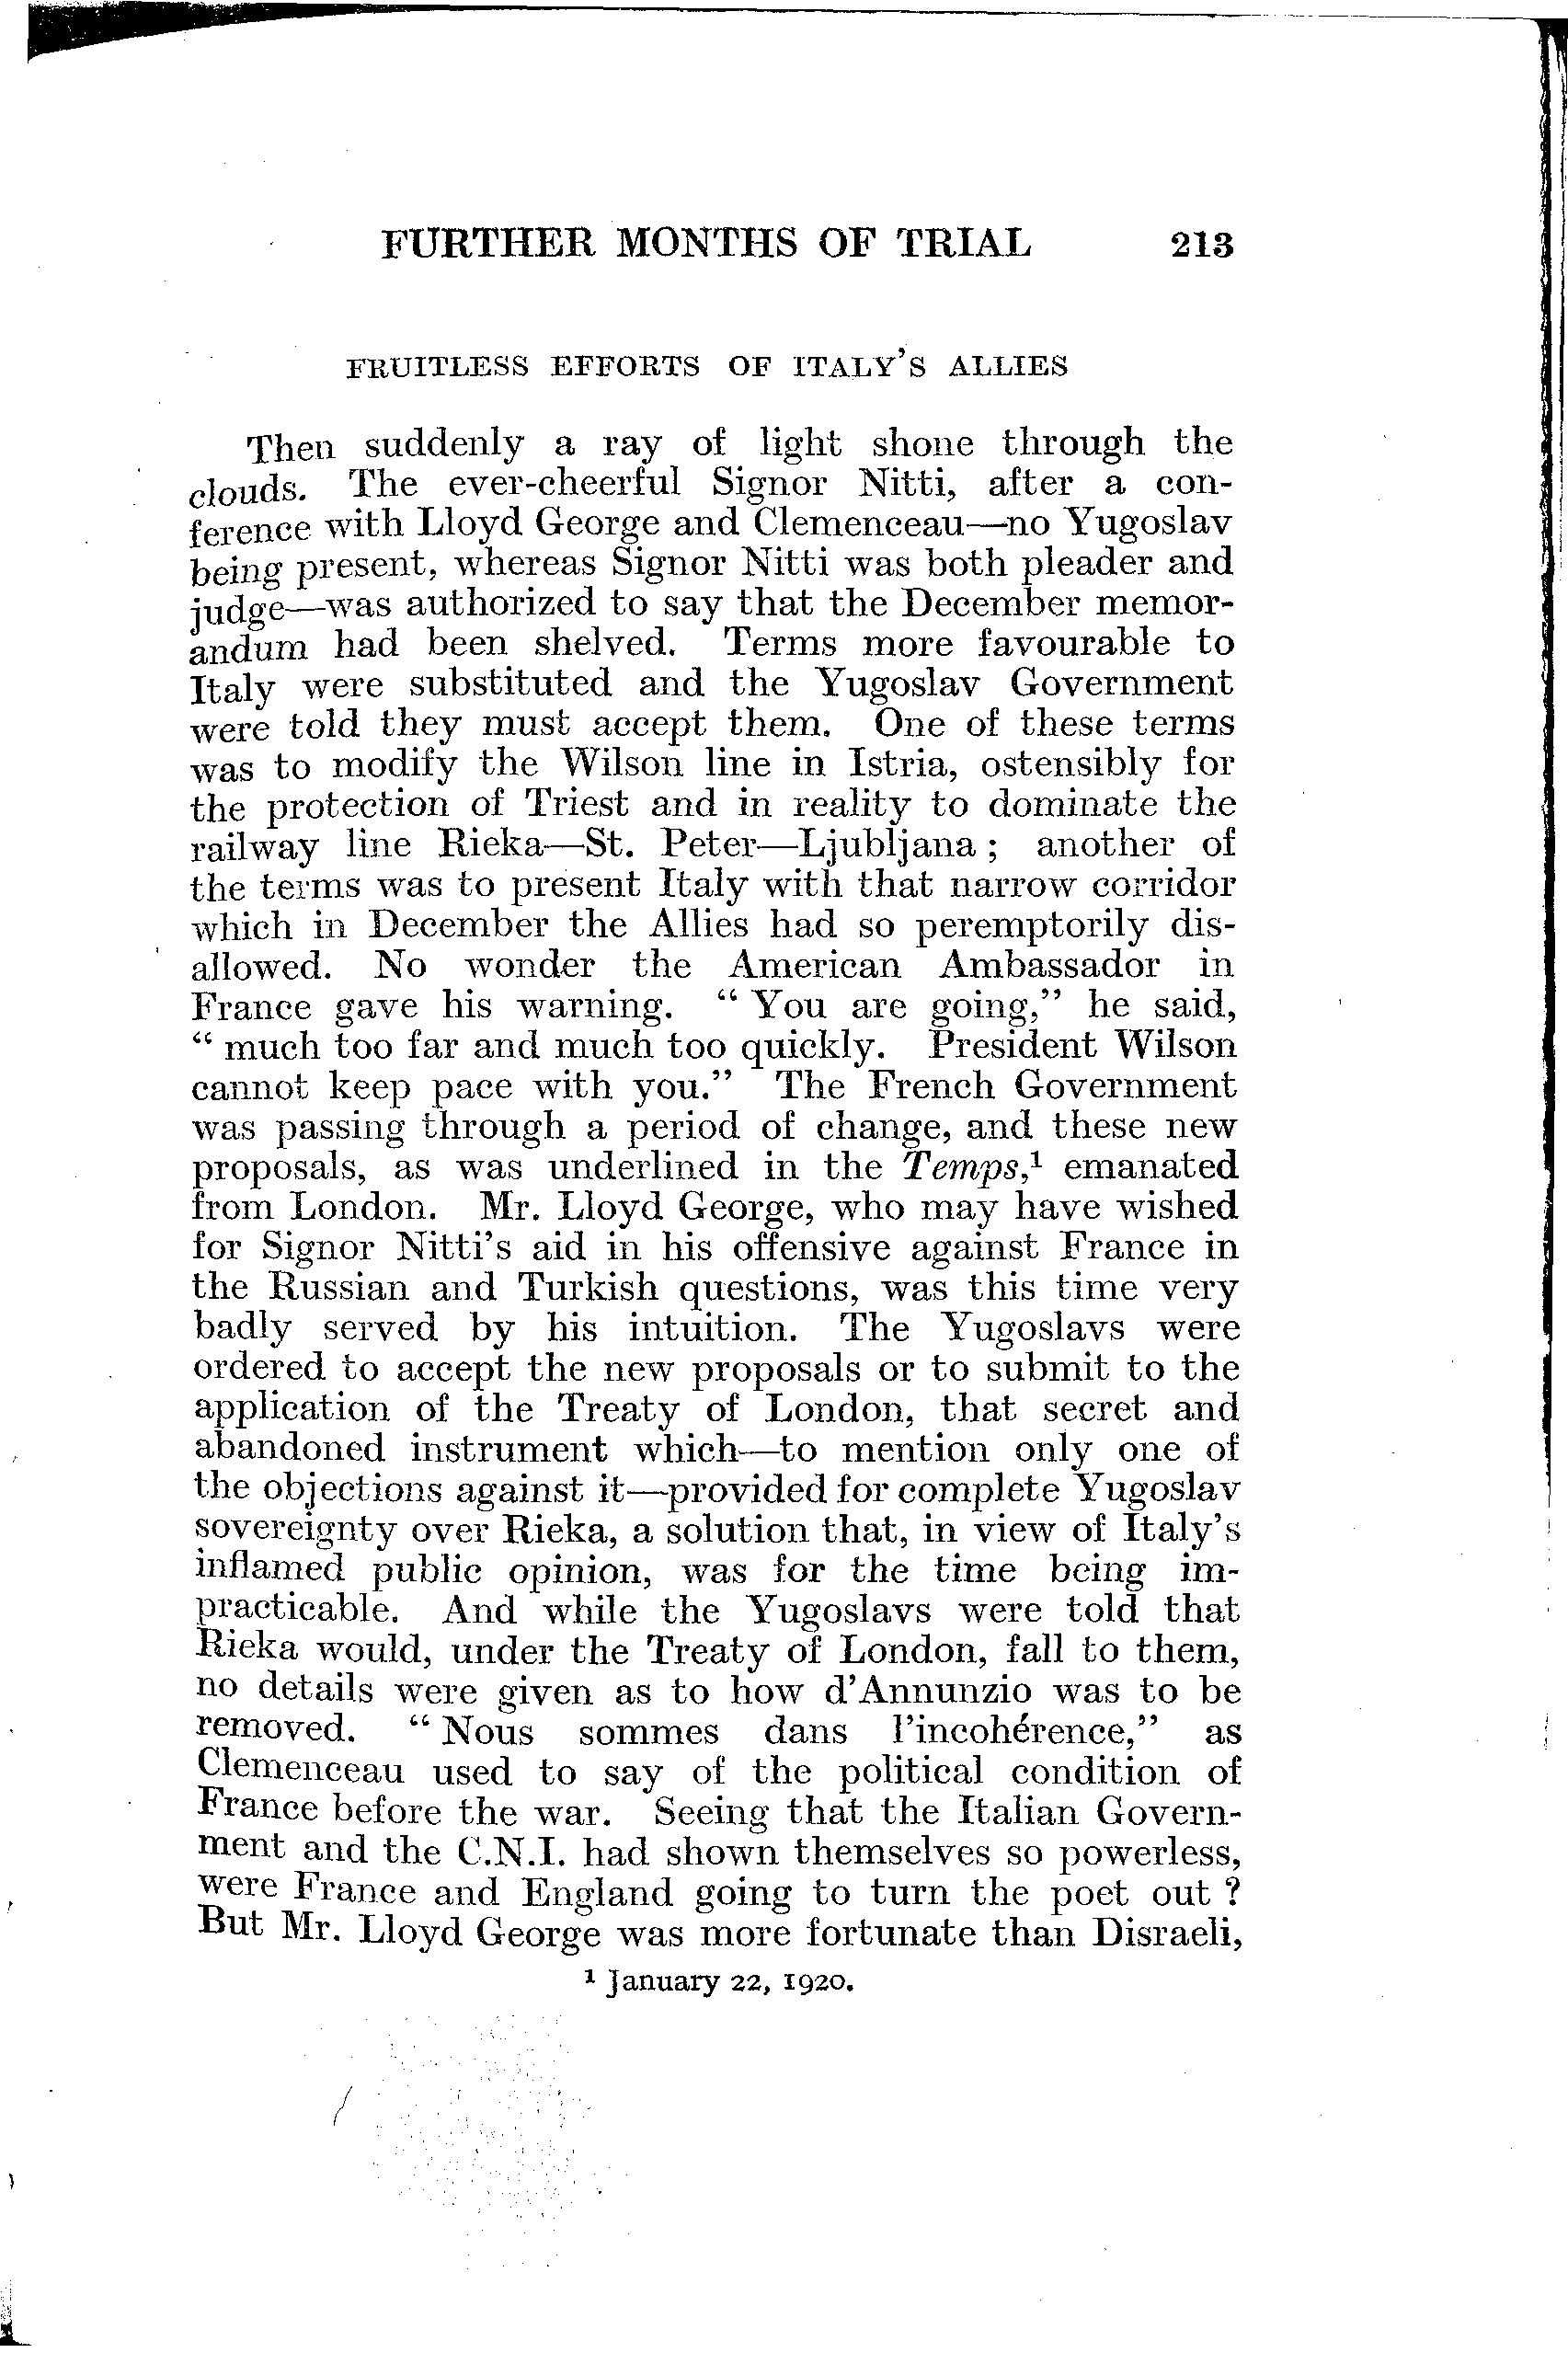 FURTHER MONTHS OF TRIAL 213
FRUITLESS EFFORTS OF ITALY'S ALLIES
Then suddenly a ray of light shone through the
clouds. The ever-cheerful Signor Nitti, after a con-
ference with Lloyd George and Clemenceau—no Yugoslav
being present, whereas Signor Nitti was both pleader and
judge—was authorized to say that the December memor-
andum had been shelved. Terms more favourable to
Italy were substituted and the Yugoslav Government
were told they must accept them. One of these terms
was to modify the Wilson line in Istria, ostensibly for
the protection of Triest and in reality to dominate the
railway line Rieka—St. Peter—Ljubljana ; another of
the terms was to present Italy with that narrow corridor
which in December the Allies had so peremptorily dis-
allowed. No wonder the American Ambassador in
France gave his warning. " You are going," he said,
" much too far and much too quickly. President Wilson
cannot keep pace with you." The French Government
was passing through a period of change, and these new
proposals, as was underlined in the Temps,¹ emanated
from London. Mr. Lloyd George, who may have wished
for Signor Nitti's aid in his offensive against France in
the Russian and Turkish questions, was this time very
badly served by his intuition. The Yugoslavs were
ordered to accept the new proposals or to submit to the
application of the Treaty of London, that secret and
abandoned instrument which—to mention only one of
the objections against it—provided for complete Yugoslav
sovereignty over Rieka, a solution that, in view of Italy's
inflamed public opinion, was for the time being im-
practicable. And while the Yugoslavs were told that
Rieka would, under the Treaty of London, fall to them,
no details were given as to how d'Annunzio was to be
removed. " Nous sommes dans l'incohérence," as
Clemenceau used to say of the political condition of
France before the war. Seeing that the Italian Govern-
ment and the C.N.I. had shown themselves so powerless,
were France and England going to turn the poet out ?
But Mr. Lloyd George was more fortunate than Disraeli,
¹ January 22, 1920.